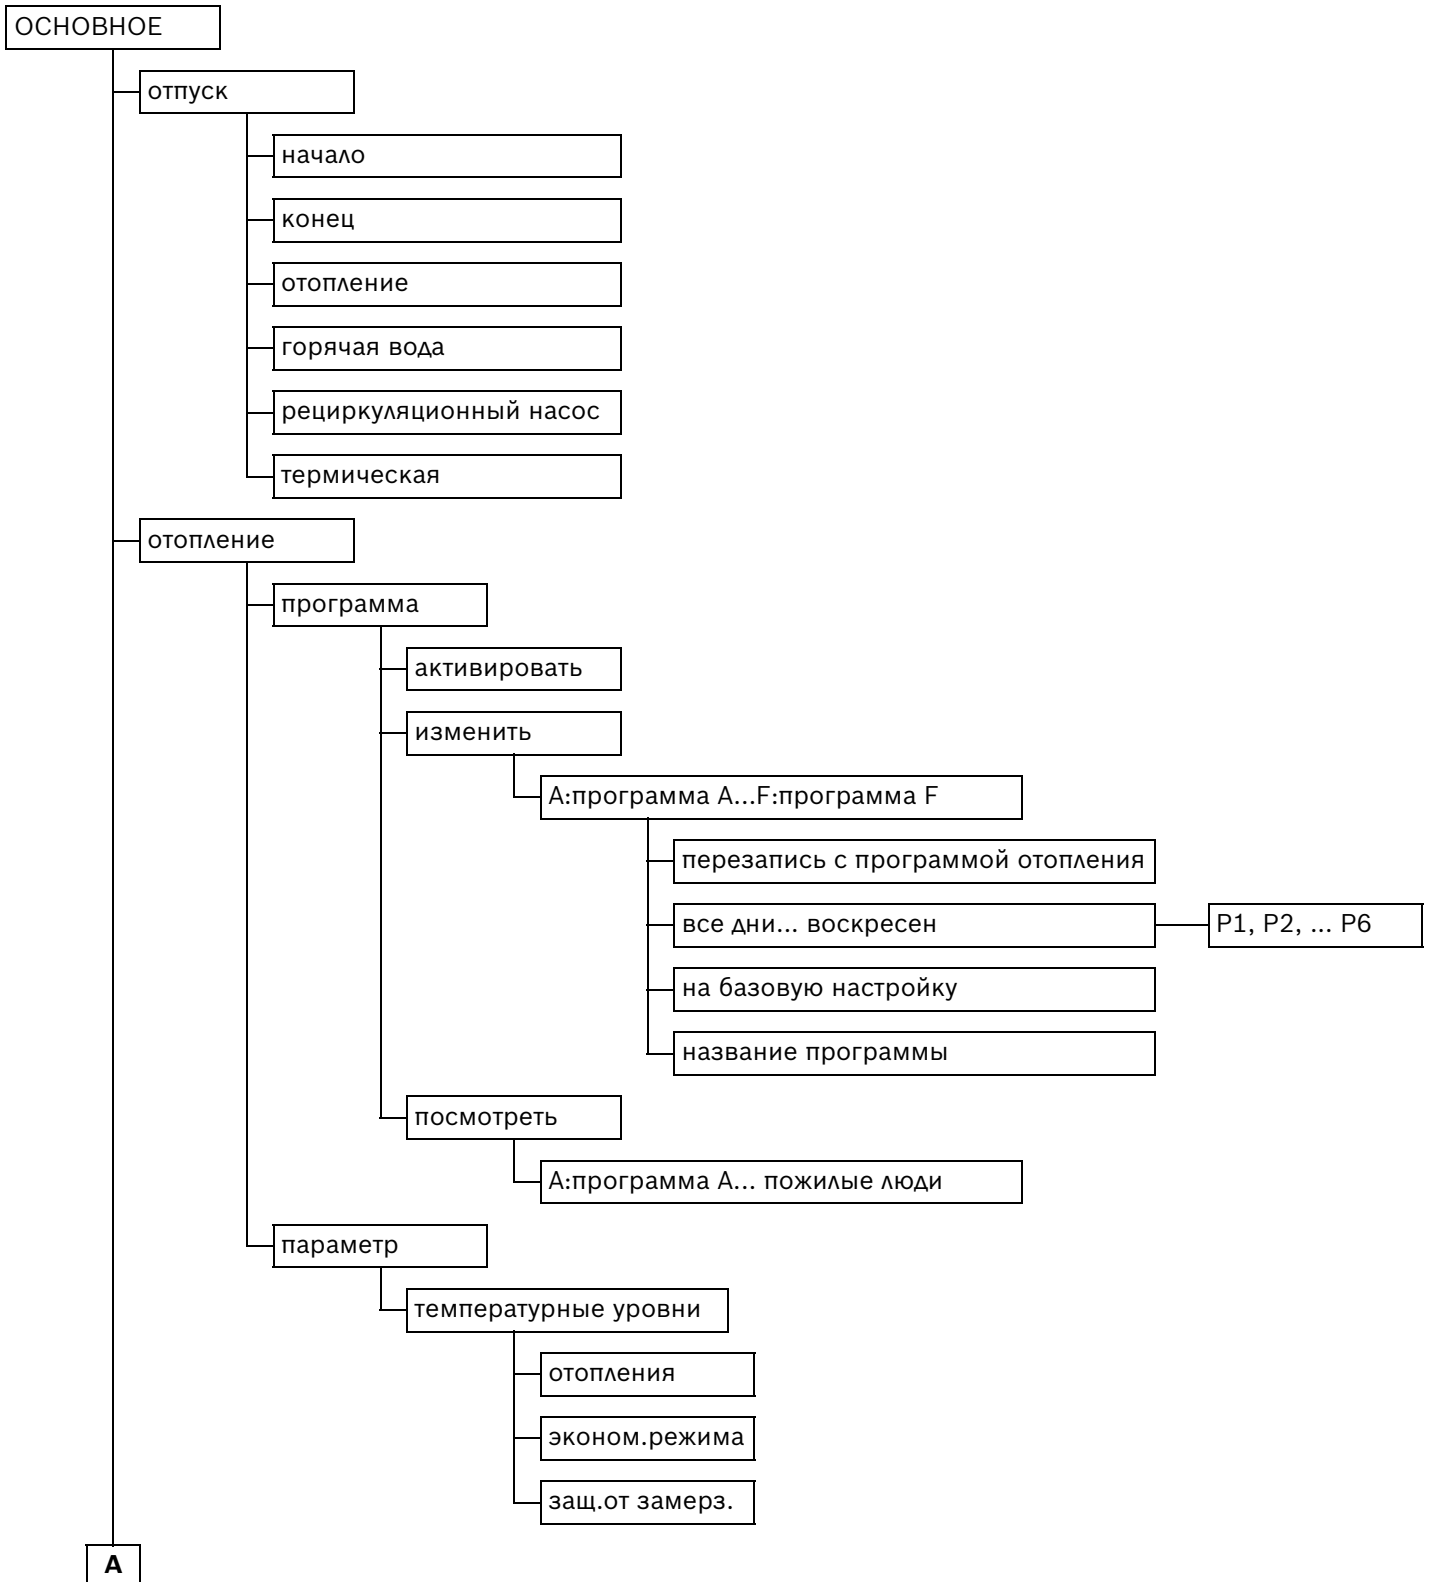 ОСНОВНОЕ
отпуск
начало
конец
отопление
горячая вода
рециркуляционный насос
термическая
отопление
программа
активировать
изменить
А:программа А...F:программа F
перезапись с программой отопления
все дни... воскресен
P1, P2, ... P6
на базовую настройку
название программы
посмотреть
А:программа А... пожилые люди
параметр
температурные уровни
отопления
эконом.режима
защ.от замерз.
A